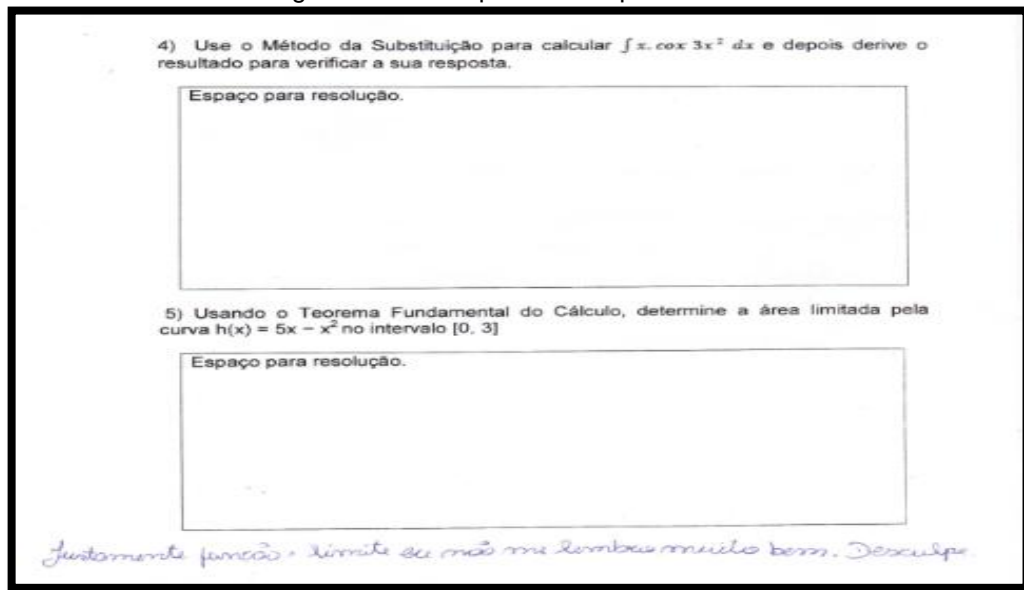 4) Use o Método da Substituição para calcular ∫ x. cox 3x² dx e depois derive o
resultado para verificar a sua resposta.
Espaço para resolução.
5) Usando o Teorema Fundamental do Cálculo, determine a área limitada pela
curva h(x) = 5x – x² no intervalo [0, 3]
Espaço para resolução.
Justamente função. limite eu não me lembro muito bem. Desculpe